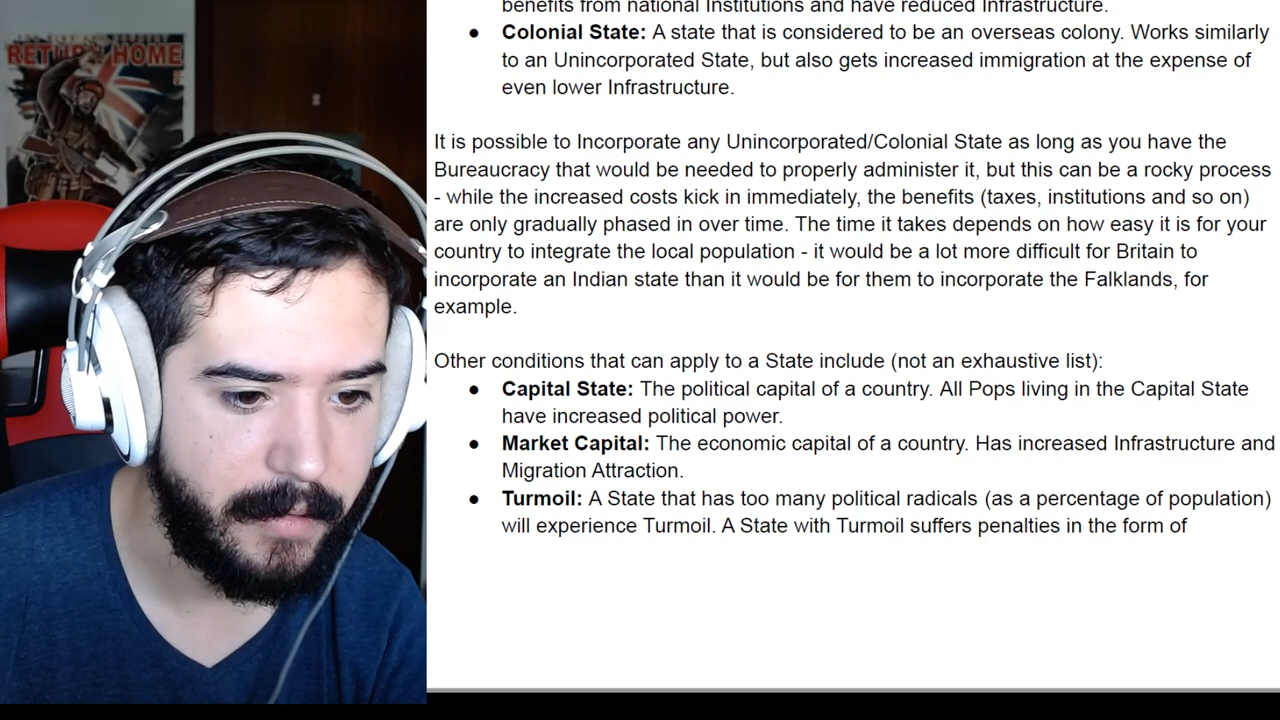 RETURN HOME
benefits from national Institutions and have reduced Infrastructure.
● Colonial State: A state that is considered to be an overseas colony. Works similarly
to an Unincorporated State, but also gets increased immigration at the expense of
even lower Infrastructure.
It is possible to Incorporate any Unincorporated/Colonial State as long as you have the
Bureaucracy that would be needed to properly administer it, but this can be a rocky process
- while the increased costs kick in immediately, the benefits (taxes, institutions and so on)
are only gradually phased in over time. The time it takes depends on how easy it is for your
country to integrate the local population - it would be a lot more difficult for Britain to
incorporate an Indian state than it would be for them to incorporate the Falklands, for
example.
Other conditions that can apply to a State include (not an exhaustive list):
● Capital State: The political capital of a country. All Pops living in the Capital State
have increased political power.
● Market Capital: The economic capital of a country. Has increased Infrastructure and
Migration Attraction.
● Turmoil: A State that has too many political radicals (as a percentage of population)
will experience Turmoil. A State with Turmoil suffers penalties in the form of